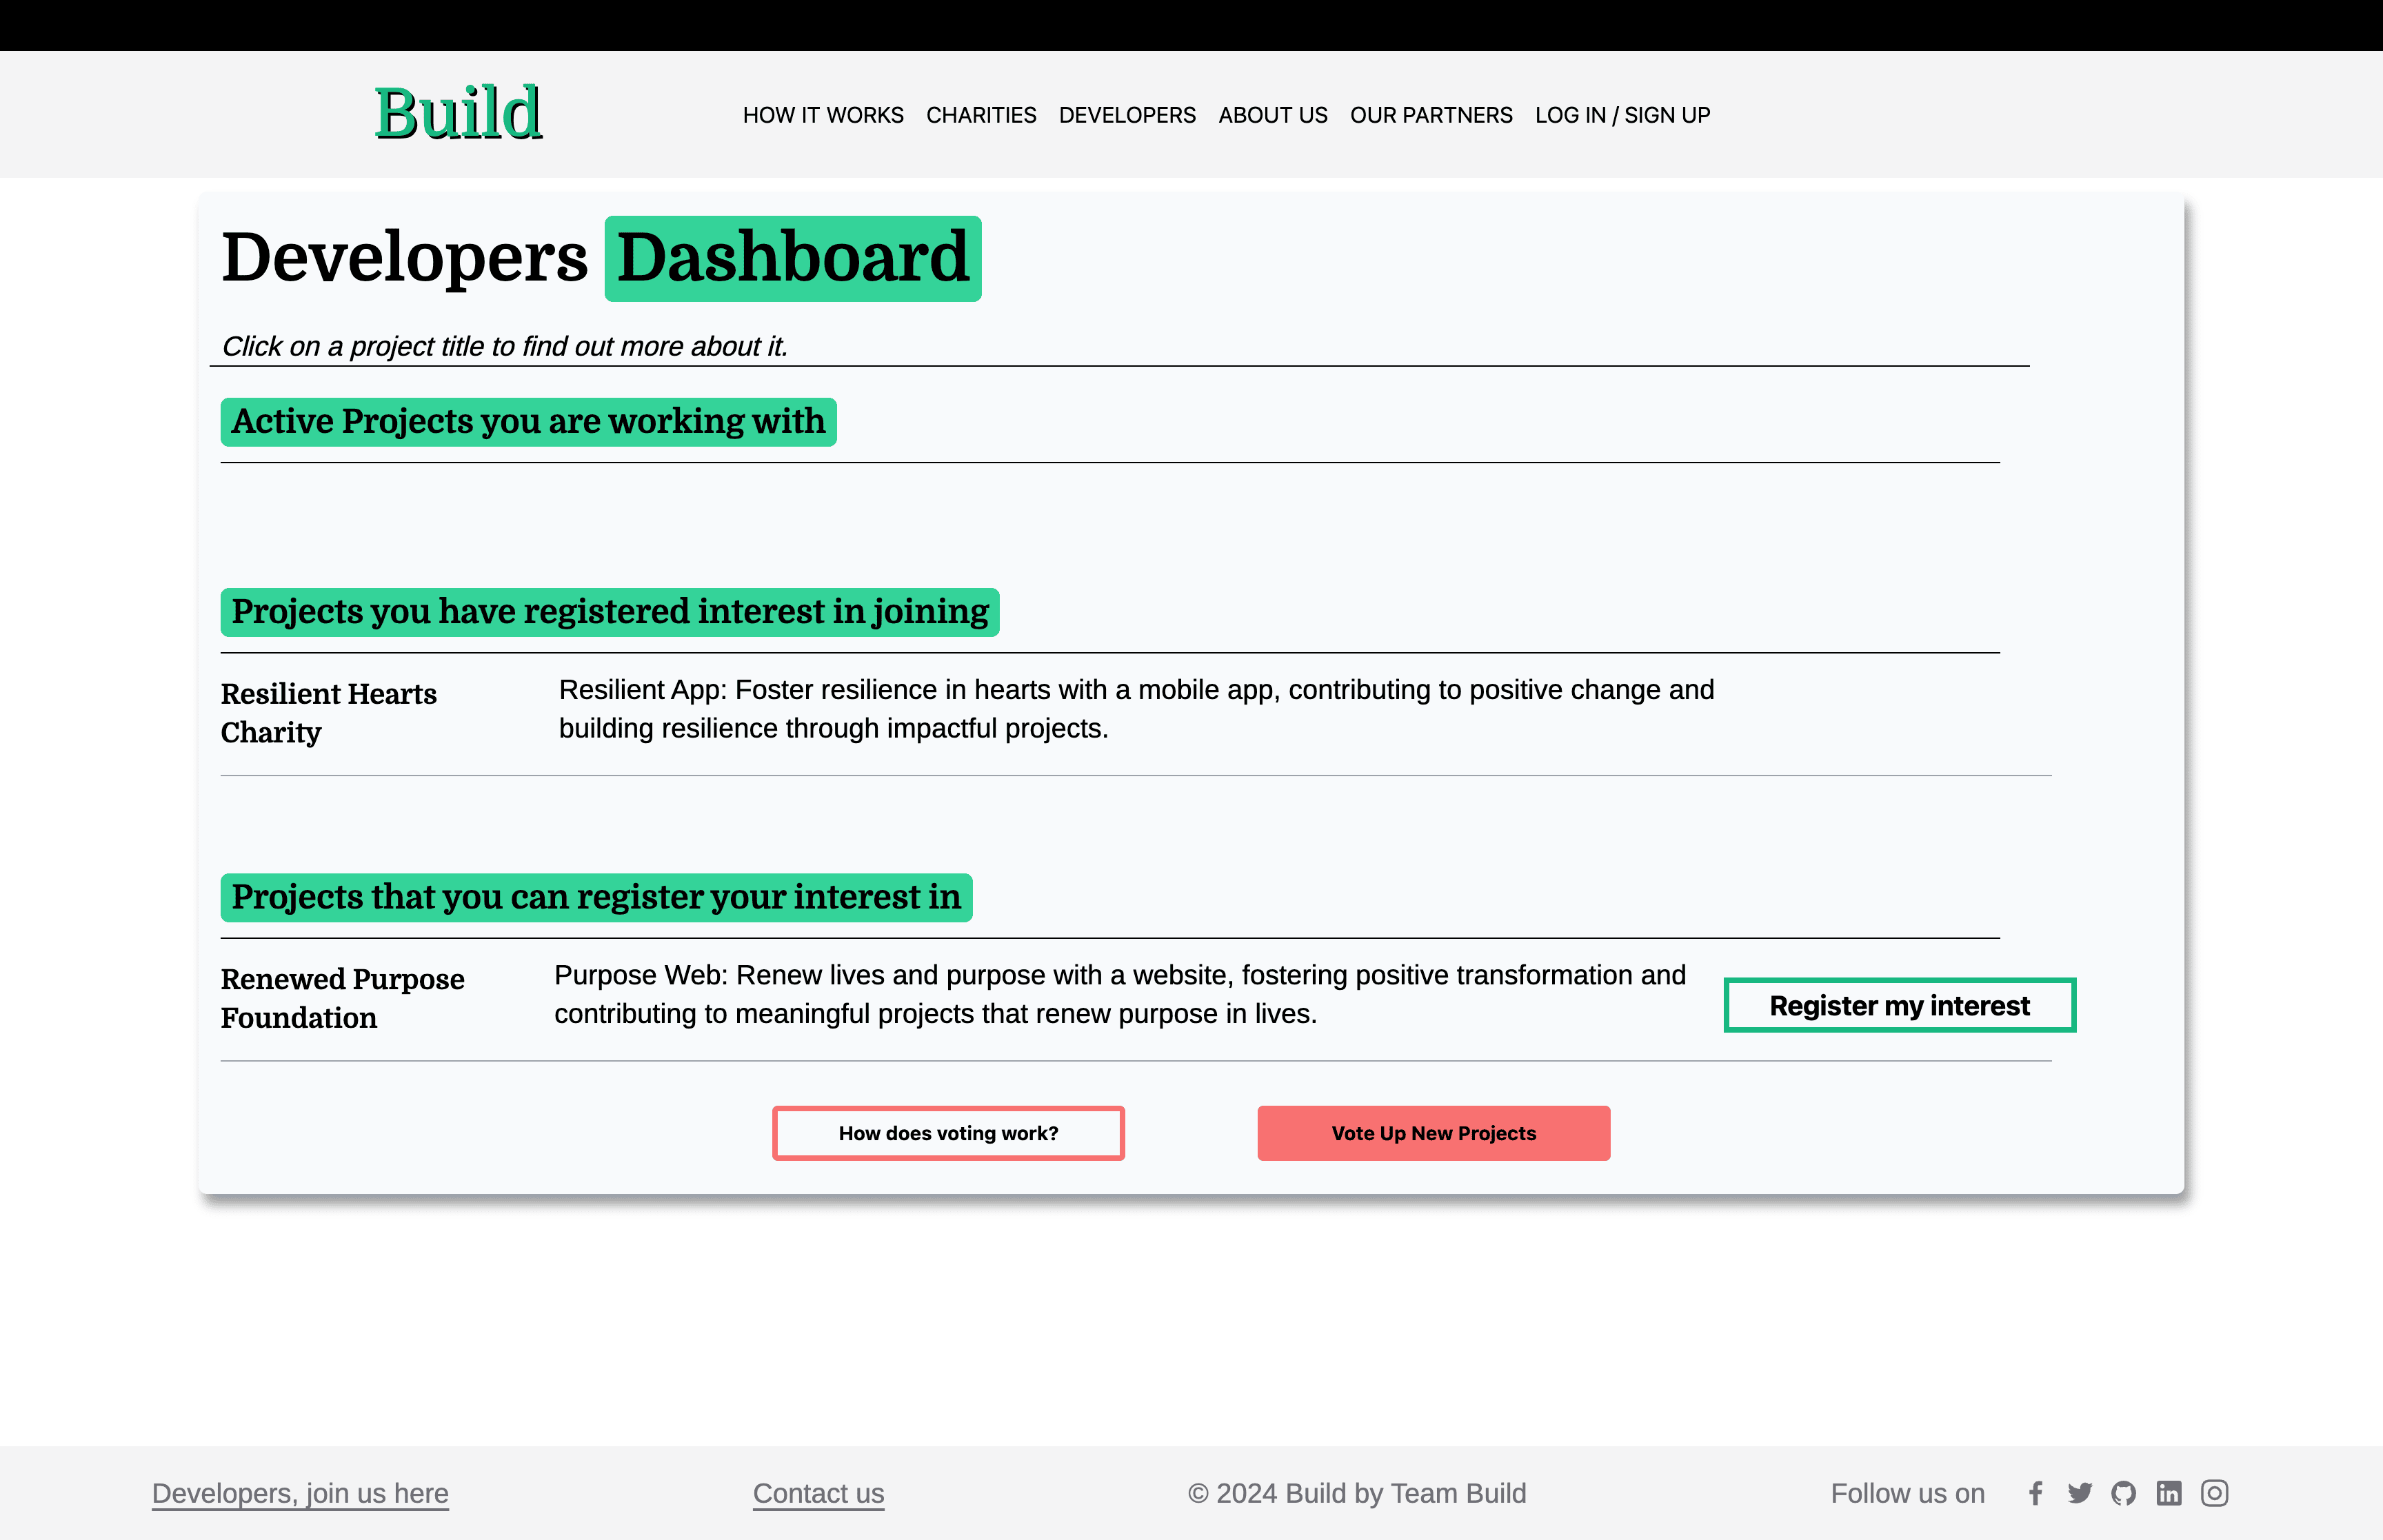 Build
HOW IT WORKS CHARITIES DEVELOPERS ABOUT US OUR PARTNERS LOG IN / SIGN UP
Developers Dashboard
Click on a project title to find out more about it.
Active Projects you are working with
Projects you have registered interest in joining
Resilient Hearts
Charity
Resilient App: Foster resilience in hearts with a mobile app, contributing to positive change and
building resilience through impactful projects.
Projects that you can register your interest in
Renewed Purpose
Foundation
Purpose Web: Renew lives and purpose with a website, fostering positive transformation and
contributing to meaningful projects that renew purpose in lives.
Register my interest
How does voting work?
Vote Up New Projects
Developers, join us here
Contact us
© 2024 Build by Team Build
Follow us on